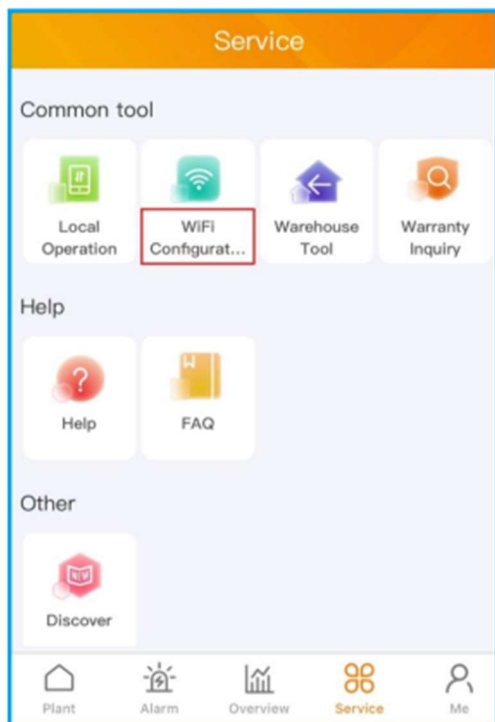 Service
Common tool
Local
Operation
WiFi
Configurat...
Warehouse
Tool
Warranty
Inquiry
Help
Help
FAQ
Other
NEW
Discover
Plant
Alarm
Overview
Service
Me